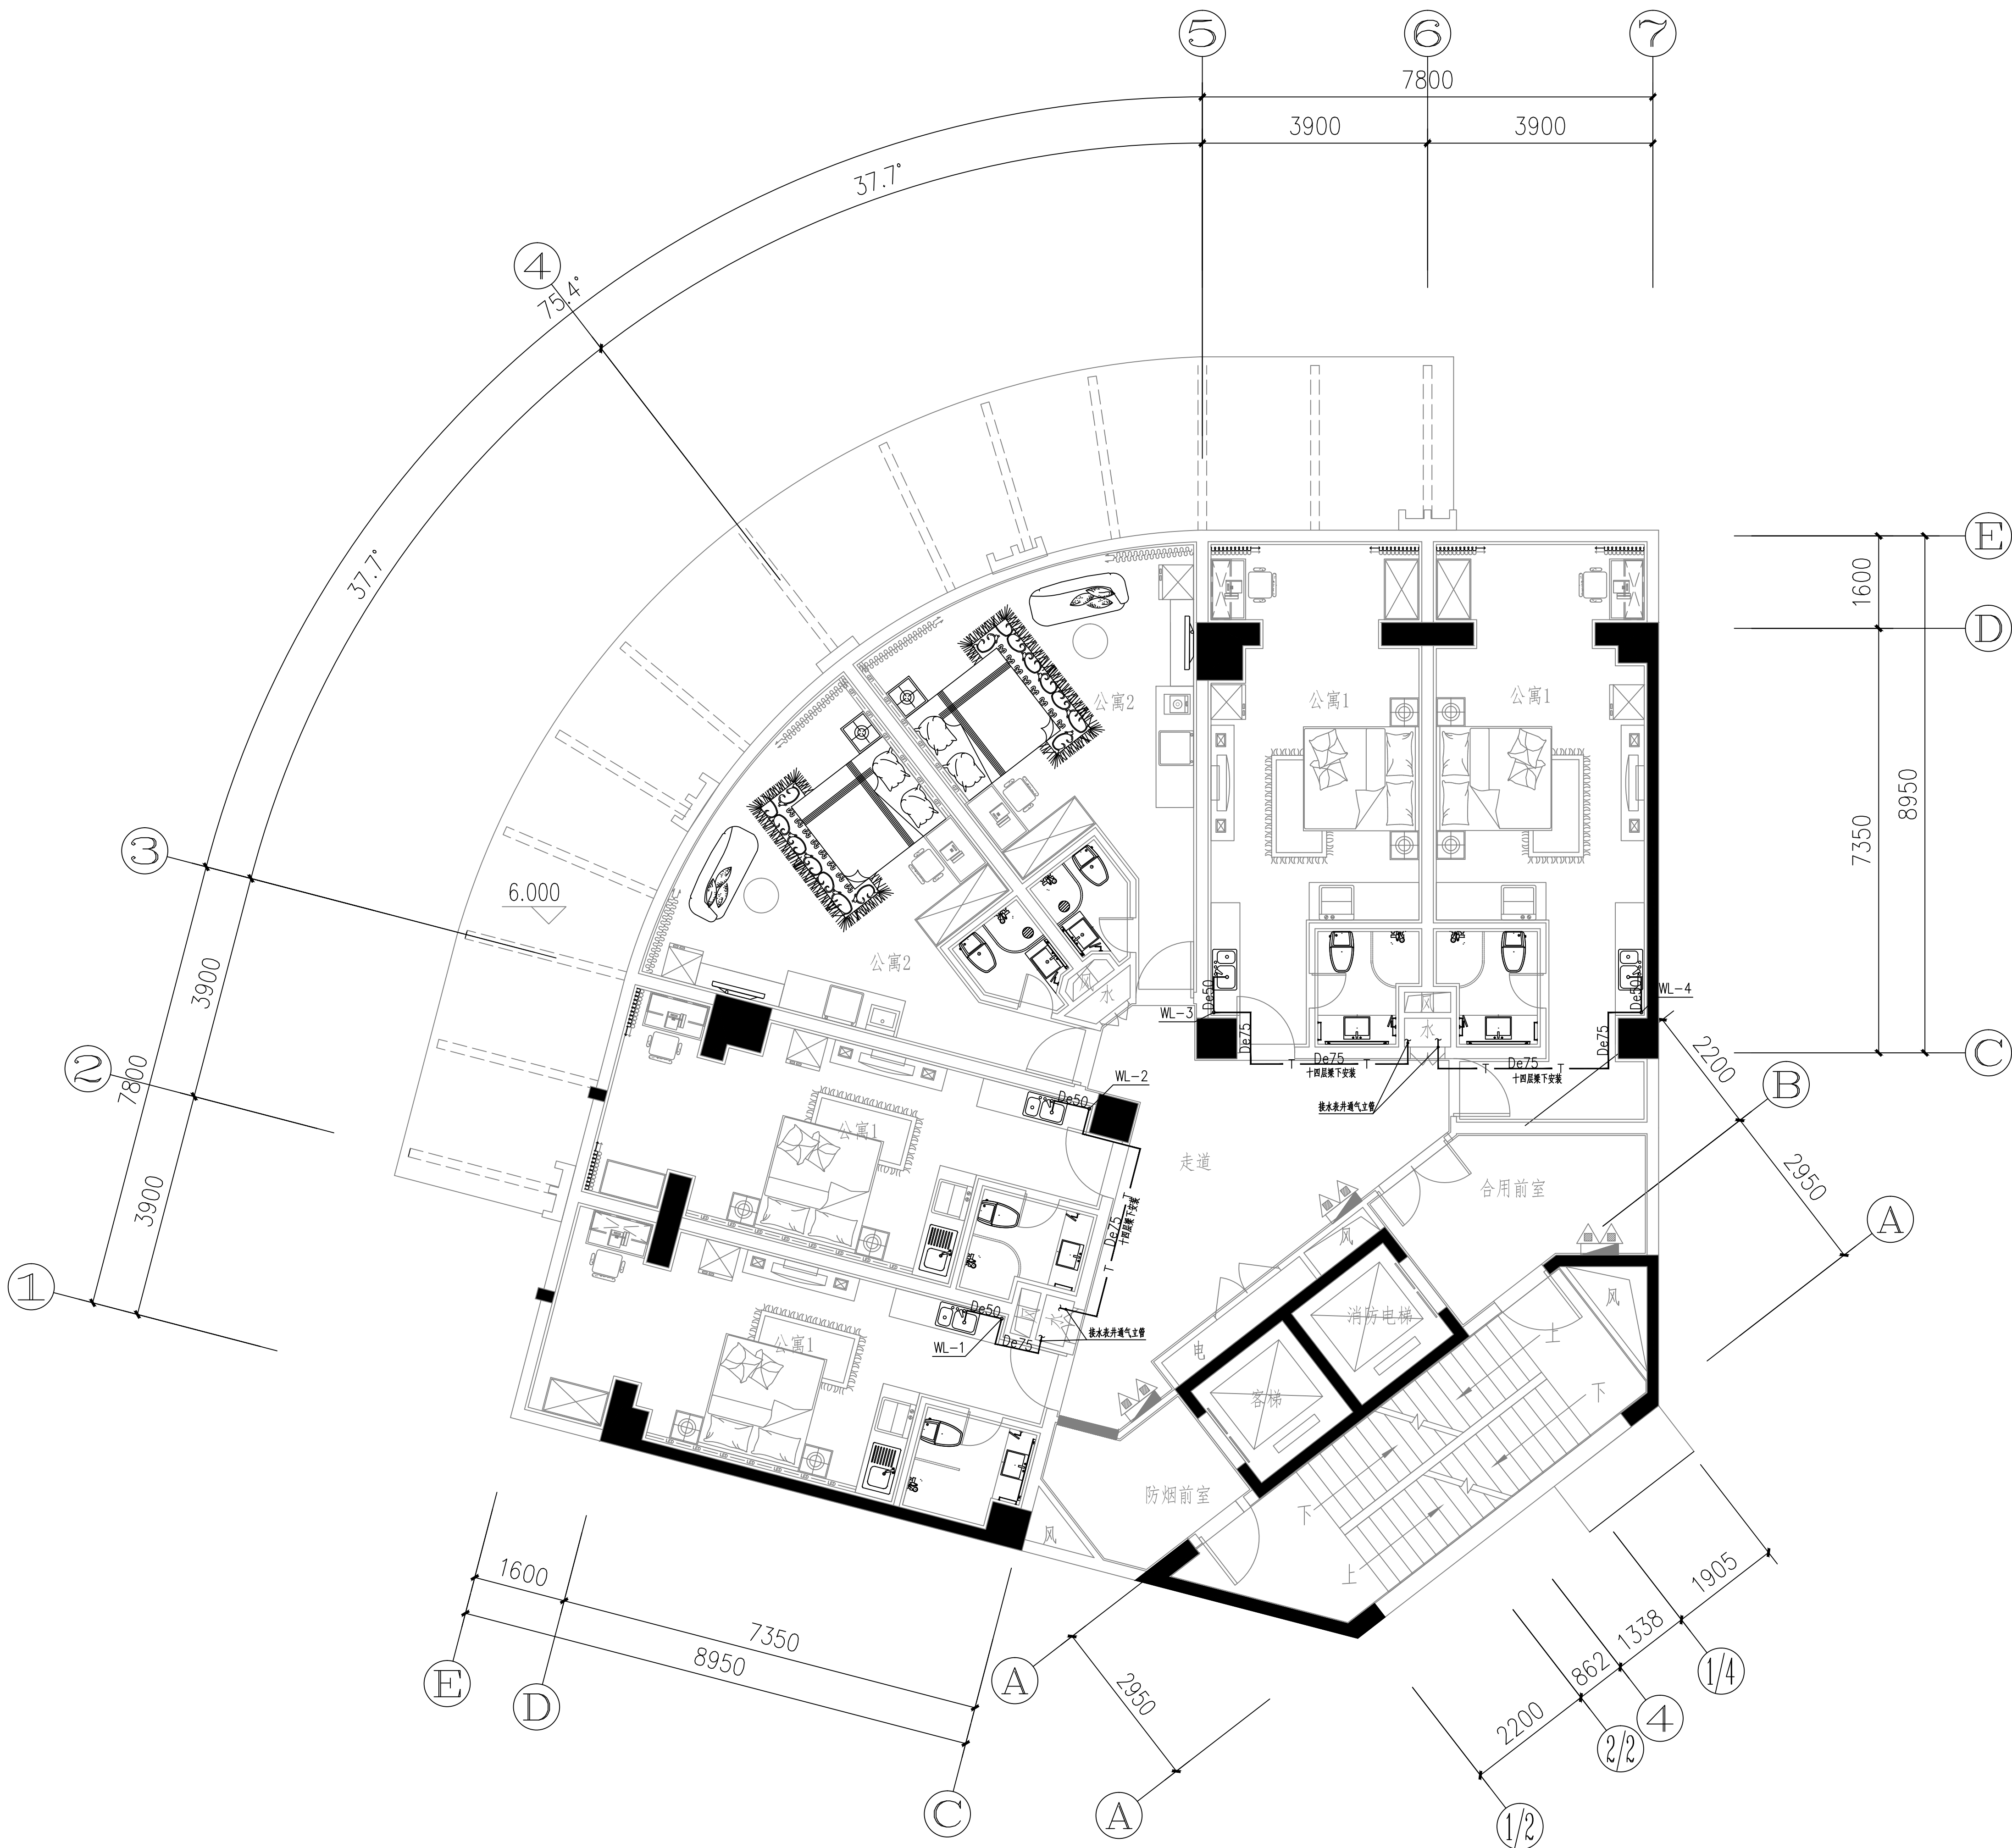 5
6
7
7800
3900
3900
37.7°
4
75.4°
37.7°
E
1600
D
公寓2
公寓1
公寓1
8950
7350
3
6.000
公寓2
3900
De50
De50
WL-4
WL-3
水
风
水
风
De75
De75
De75
De75
十四层梁下安装
十四层梁下安装
2200
C
2
7800
WL-2
De50
B
接水表井通气立管
公寓1
走道
合用前室
2950
3900
De75
十四层梁下安装
A
风
1
风
水
De50
消防电梯
风
上
接水表井通气立管
De75
WL-1
公寓1
电
客梯
下
防烟前室
下
风
上
1600
7350
8950
1905
1338
862
2200
2950
E
D
A
1/4
4
2/2
C
A
1/2